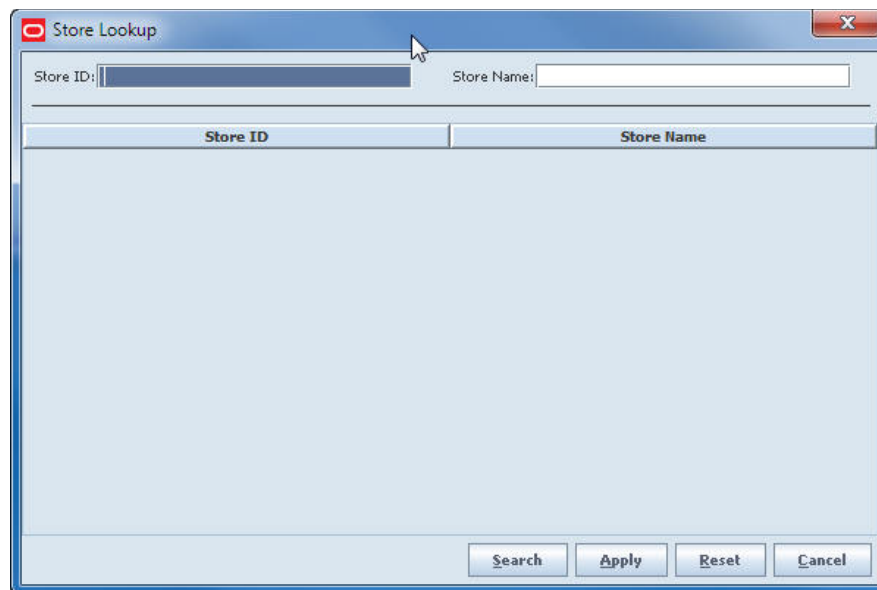 Store Lookup
Store ID: Store Name:
Store ID Store Name
Search Apply Reset Cancel